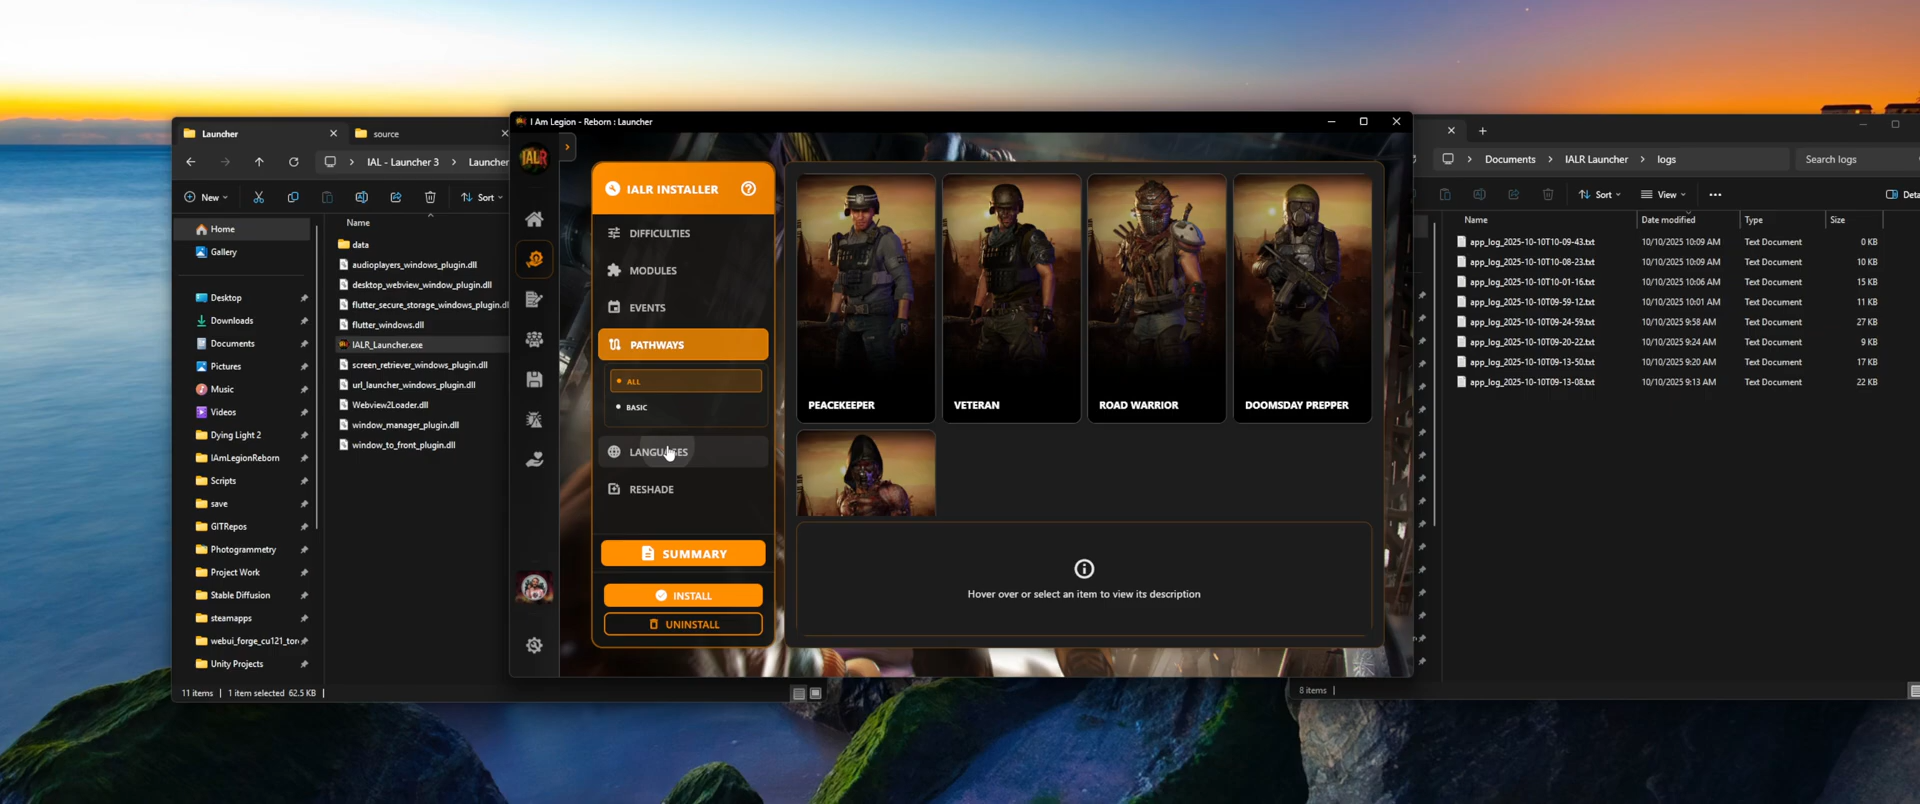 Launcher
source
IAL - Launcher 3 > Launcher
New
Sort
Home
Gallery
Desktop
Downloads
Documents
Pictures
Music
Videos
Dying Light 2
IAmLegionReborn
Scripts
save
GITRepos
Photogrammetry
Project Work
Stable Diffusion
steamapps
webui_forge_cu121_tor
Unity Projects
11 items
1 item selected 62.5 KB
Name
data
audioplayers_windows_plugin.dll
desktop_webview_window_plugin.dll
flutter_secure_storage_windows_plugin.d
flutter_windows.dll
IALR_Launcher.exe
screen_retriever_windows_plugin.dll
url_launcher_windows_plugin.dll
Webview2Loader.dll
window_manager_plugin.dll
window_to_front_plugin.dll
I Am Legion - Reborn : Launcher
IALR
IALR INSTALLER
DIFFICULTIES
MODULES
EVENTS
PATHWAYS
ALL
BASIC
LANGUAGES
RESHADE
SUMMARY
INSTALL
UNINSTALL
PEACEKEEPER
VETERAN
ROAD WARRIOR
DOOMSDAY PREPPER
Hover over or select an item to view its description
Documents > IALR Launcher > logs
Search logs
Sort
View
Deta
Name Date modified Type Size
app_log_2025-10-10T10-09-43.txt 10/10/2025 10:09 AM Text Document 0 KB
app_log_2025-10-10T10-08-23.txt 10/10/2025 10:09 AM Text Document 10 KB
app_log_2025-10-10T10-01-16.txt 10/10/2025 10:06 AM Text Document 15 KB
app_log_2025-10-10T09-59-12.txt 10/10/2025 10:01 AM Text Document 11 KB
app_log_2025-10-10T09-24-59.txt 10/10/2025 9:58 AM Text Document 27 KB
app_log_2025-10-10T09-20-22.txt 10/10/2025 9:24 AM Text Document 9 KB
app_log_2025-10-10T09-13-50.txt 10/10/2025 9:20 AM Text Document 17 KB
app_log_2025-10-10T09-13-08.txt 10/10/2025 9:13 AM Text Document 22 KB
8 items